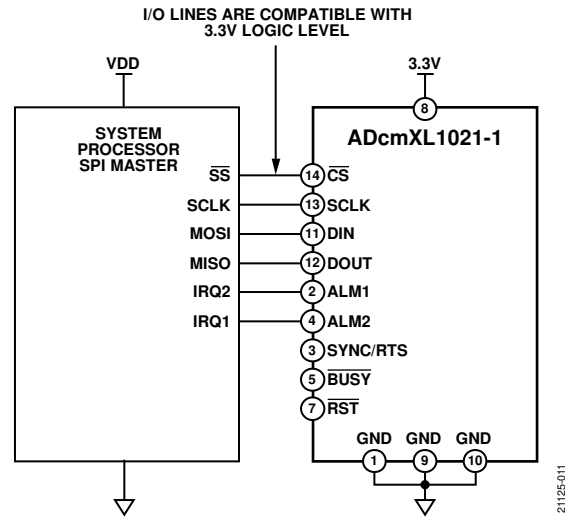 I/O LINES ARE COMPATIBLE WITH
3.3V LOGIC LEVEL
VDD
3.3V
8
SYSTEM
PROCESSOR
SPI MASTER
ADcmXL1021-1
SS 14 CS
SCLK 13 SCLK
MOSI 11 DIN
MISO 12 DOUT
IRQ2 2 ALM1
IRQ1 4 ALM2
3 SYNC/RTS
5 BUSY
7 RST
GND GND GND
1 9 10
21125-011